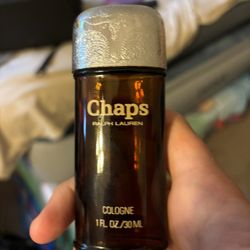 Chaps
RALPH LAUREN
COLOGNE
1 FL. OZ./30 ML